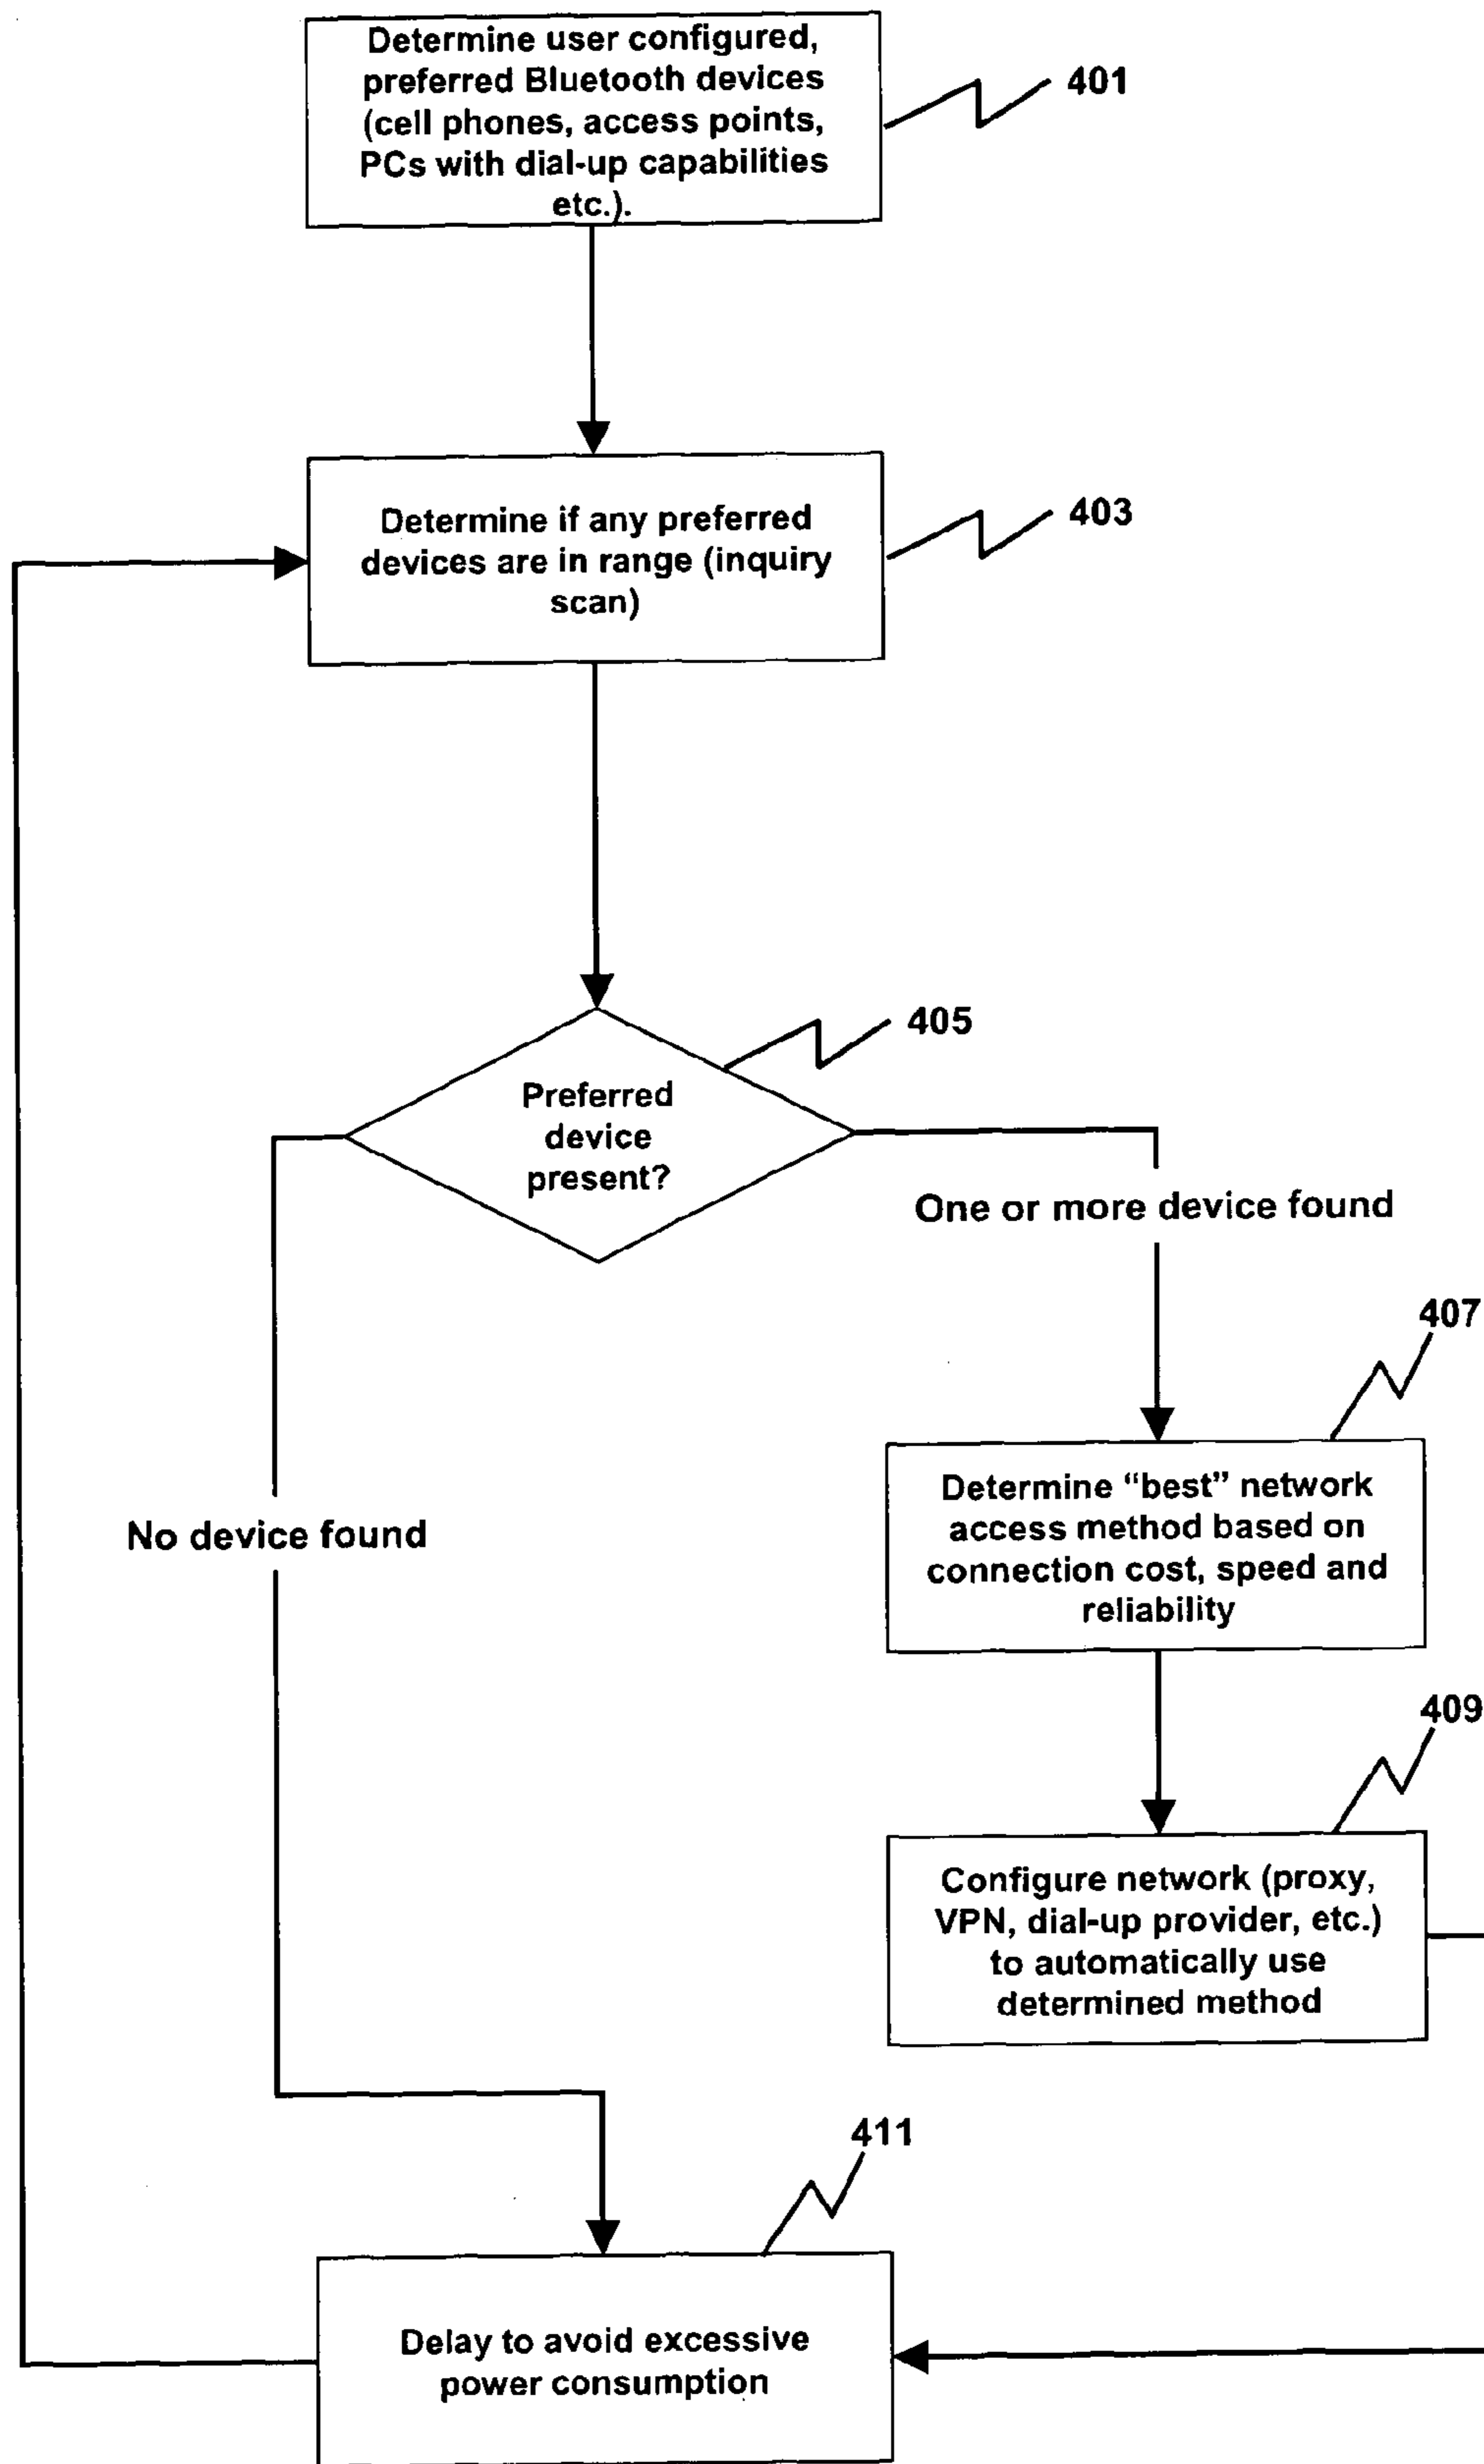 Determine user configured,
preferred Bluetooth devices
(cell phones, access points,
PCs with dial-up capabilities
etc.).
401
Determine if any preferred
devices are in range (inquiry
scan)
403
405
Preferred
device
present?
One or more device found
407
Determine “best” network
access method based on
connection cost, speed and
reliability
No device found
409
Configure network (proxy,
VPN, dial-up provider, etc.)
to automatically use
determined method
411
Delay to avoid excessive
power consumption